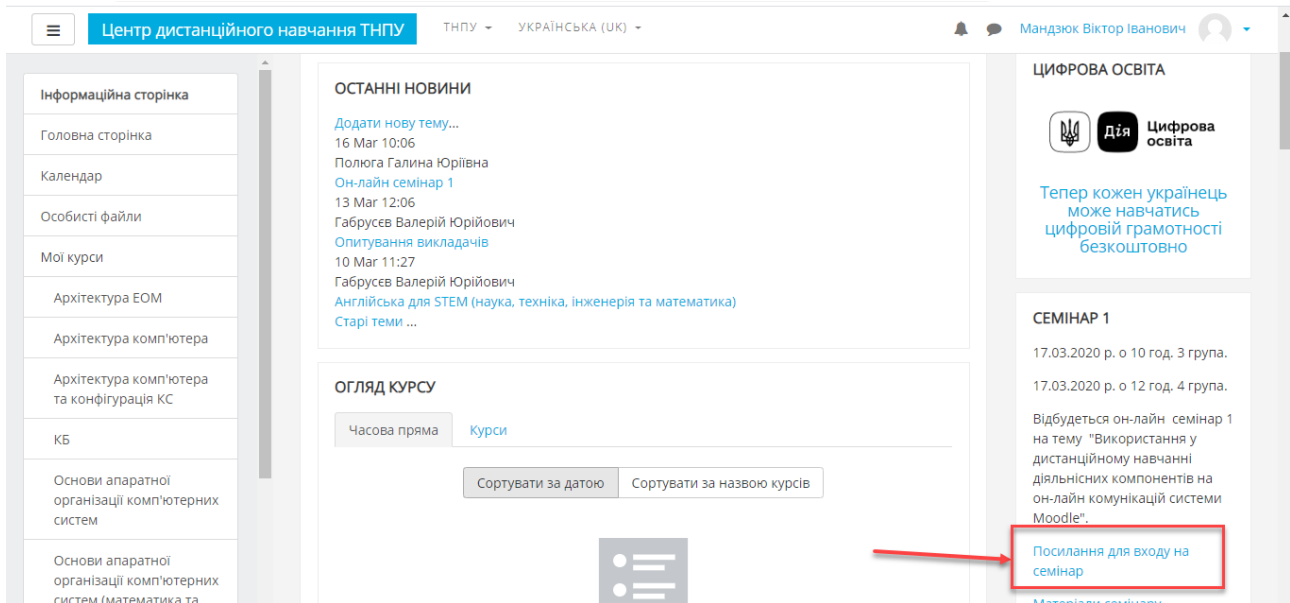 Центр дистанційного навчання ТНПУ
ТНПУ
УКРАЇНСЬКА (UK)
Мандзюк Віктор Іванович
Інформаційна сторінка
Головна сторінка
Календар
Особисті файли
Мої курси
Архітектура ЕОМ
Архітектура комп'ютера
Архітектура комп'ютера
та конфігурація КС
КБ
Основи апаратної
організації комп'ютерних
систем
Основи апаратної
організації комп'ютерних
систем (математика та
ОСТАННІ НОВИНИ
Додати нову тему...
16 Mar 10:06
Полюга Галина Юріївна
Он-лайн семінар 1
13 Mar 12:06
Габрусєв Валерій Юрійович
Опитування викладачів
10 Mar 11:27
Габрусєв Валерій Юрійович
Англійська для STEM (наука, техніка, інженерія та математика)
Старі теми ...
ОГЛЯД КУРСУ
Часова пряма
Курси
Сортувати за датою
Сортувати за назвою курсів
ЦИФРОВА ОСВІТА
Дія
Цифрова
освіта
Тепер кожен українець
може навчатись
цифровій грамотності
безкоштовно
СЕМІНАР 1
17.03.2020 р. о 10 год. 3 група.
17.03.2020 р. о 12 год. 4 група.
Відбудеться он-лайн семінар 1
на тему "Використання у
дистанційному навчанні
діяльнісних компонентів на
он-лайн комунікацій системи
Moodle".
Посилання для входу на
семінар
Матеріали семінару